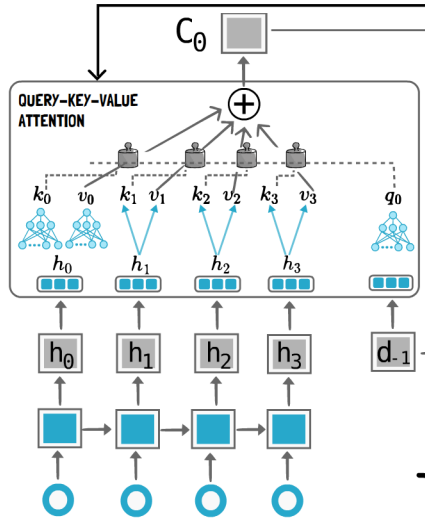 C0
QUERY-KEY-VALUE
ATTENTION
k0 v0 k1 v1 k2 v2 k3 v3 q0
h0 h1 h2 h3
h0 h1 h2 h3 d-1